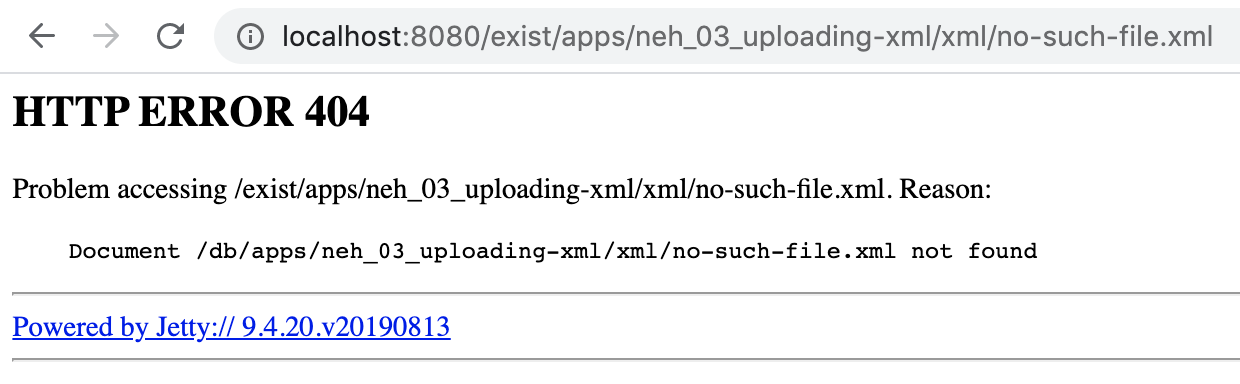 localhost:8080/exist/apps/neh_03_uploading-xml/xml/no-such-file.xml
HTTP ERROR 404
Problem accessing /exist/apps/neh_03_uploading-xml/xml/no-such-file.xml. Reason:
Document /db/apps/neh_03_uploading-xml/xml/no-such-file.xml not found
Powered by Jetty:// 9.4.20.v20190813